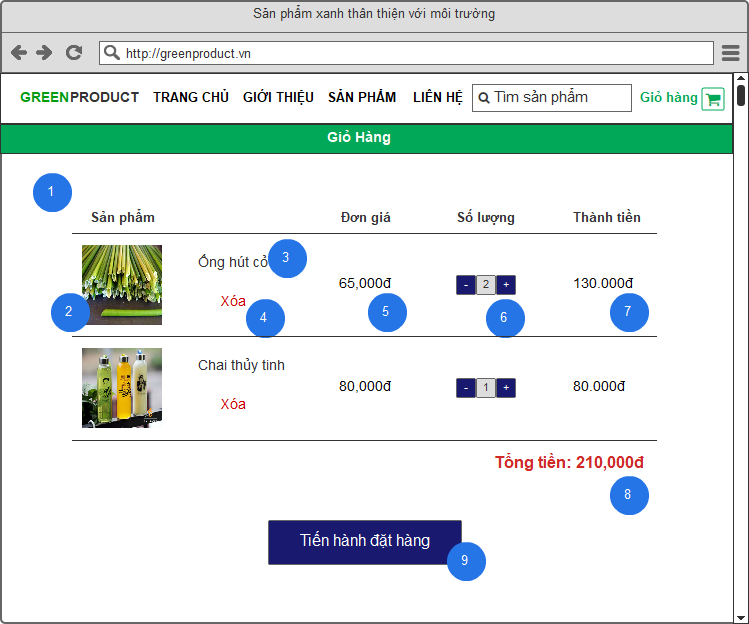 Sản phẩm xanh thân thiện với môi trường
http://greenproduct.vn
GREENPRODUCT TRANG CHỦ GIỚI THIỆU SẢN PHẨM LIÊN HỆ Tìm sản phẩm Giỏ hàng
Giỏ Hàng
1
Sản phẩm Đơn giá Số lượng Thành tiền
Ống hút cỏ 3
65,000đ - 2 + 130.000đ
Xóa
2 4 5 6 7
Chai thủy tinh
80,000đ - 1 + 80.000đ
Xóa
Tổng tiền: 210,000đ
8
Tiến hành đặt hàng
9